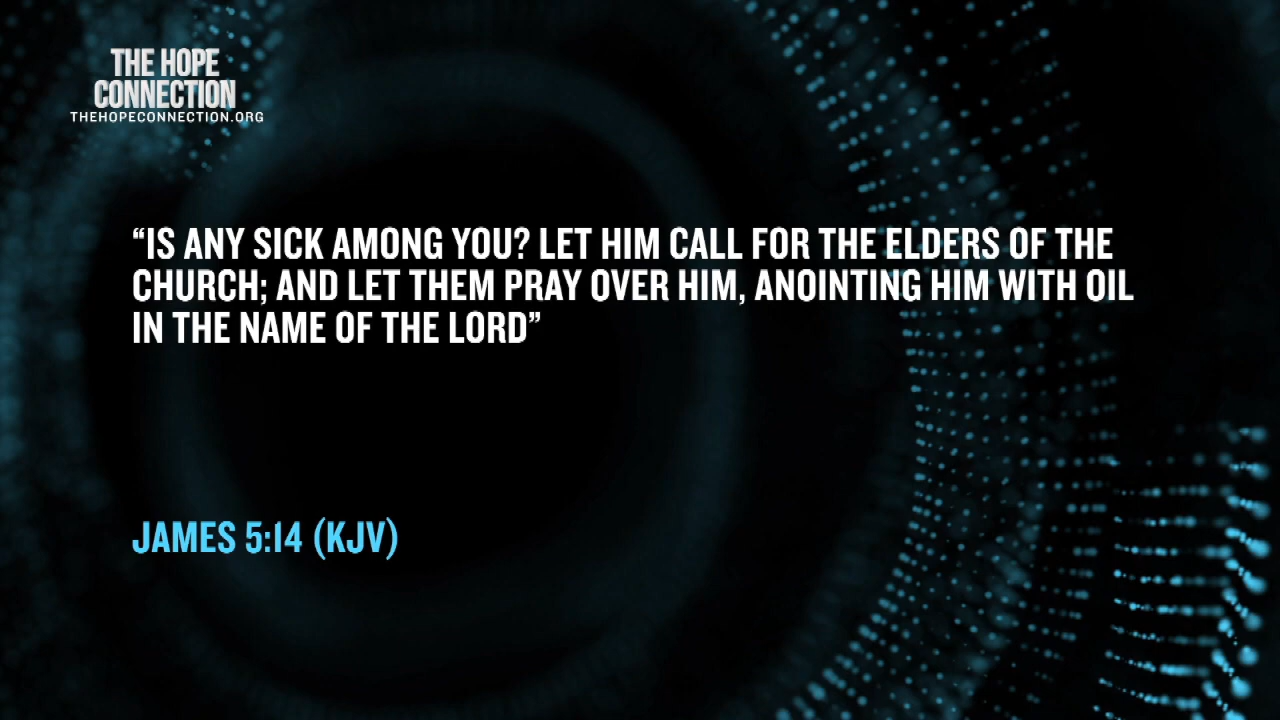 THE HOPE
CONNECTION
THEHOPECONNECTION.ORG
“IS ANY SICK AMONG YOU? LET HIM CALL FOR THE ELDERS OF THE
CHURCH; AND LET THEM PRAY OVER HIM, ANOINTING HIM WITH OIL
IN THE NAME OF THE LORD”
JAMES 5:14 (KJV)